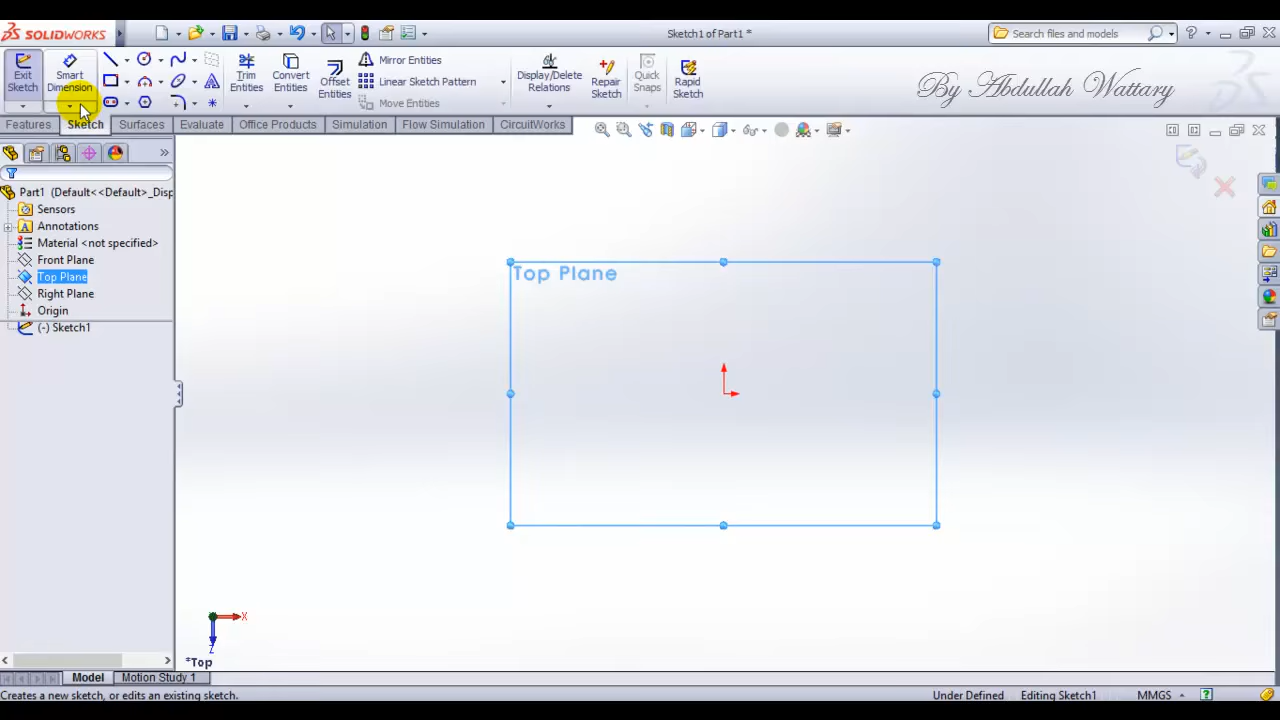 SOLIDWORKS
Sketch1 of Part1 *
Search files and models
Exit Sketch
Smart Dimension
Trim Entities
Convert Entities
Offset Entities
Mirror Entities
Linear Sketch Pattern
Move Entities
Display/Delete Relations
Repair Sketch
Quick Snaps
Rapid Sketch
By Abdullah Wattary
Features
Sketch
Surfaces
Evaluate
Office Products
Simulation
Flow Simulation
CircuitWorks
Part1 (Default<<Default>_Disp
Sensors
Annotations
Material <not specified>
Front Plane
Top Plane
Right Plane
Origin
(-) Sketch1
Top Plane
X
Z
*Top
Model
Motion Study 1
Creates a new sketch, or edits an existing sketch.
Under Defined
Editing Sketch1
MMGS